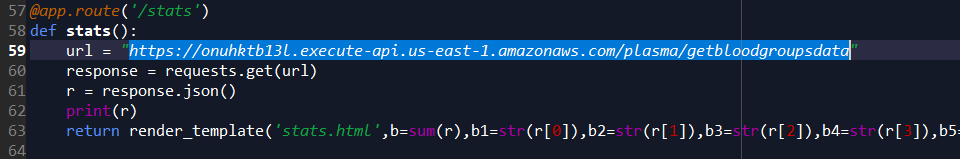 57 @app.route('/stats')
58 def stats():
59 url = "https://onuhktb13l.execute-api.us-east-1.amazonaws.com/plasma/getbloodgroupsdata"
60 response = requests.get(url)
61 r = response.json()
62 print(r)
63 return render_template('stats.html',b=sum(r),b1=str(r[0]),b2=str(r[1]),b3=str(r[2]),b4=str(r[3]),b5=
64